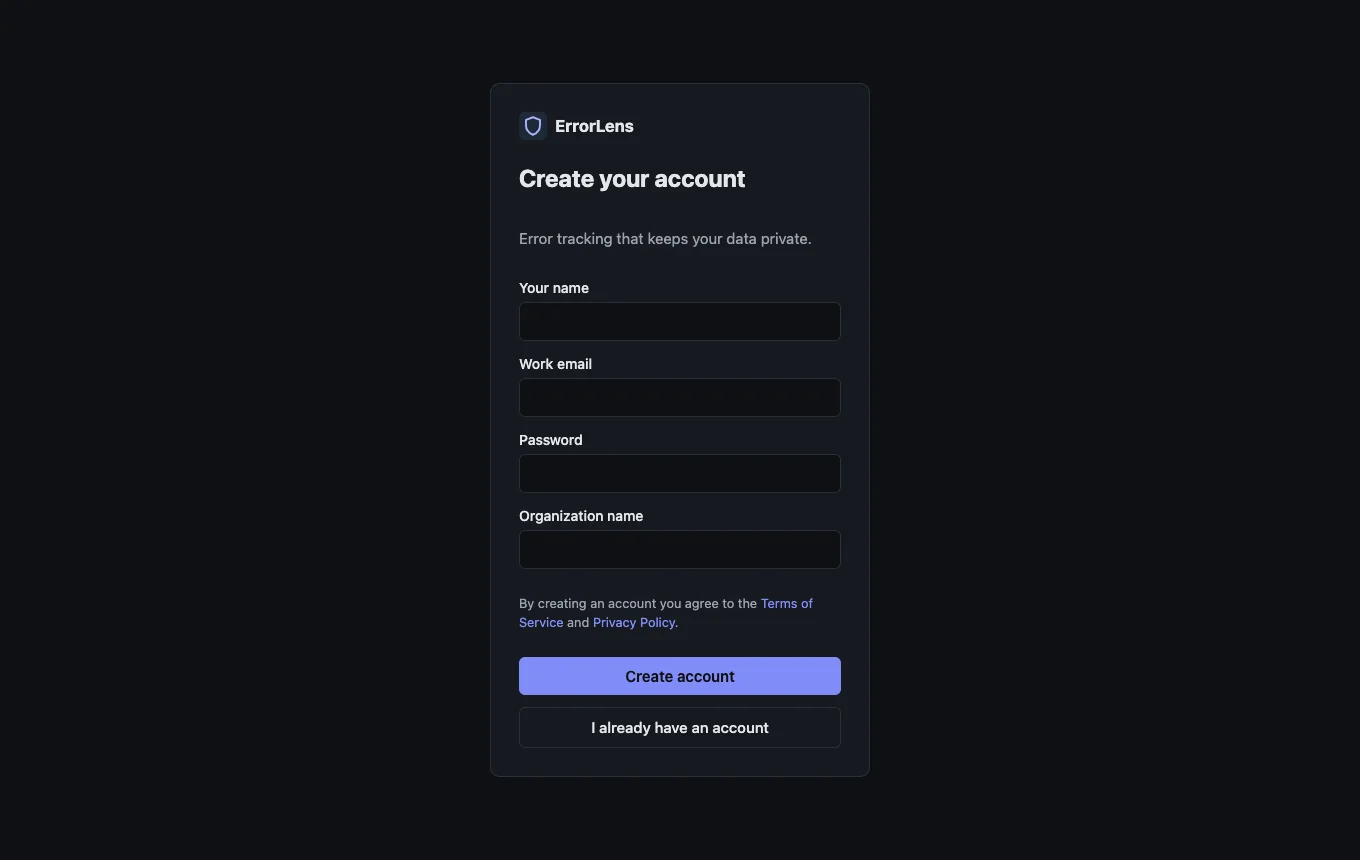 ErrorLens
Create your account
Error tracking that keeps your data private.
Your name
Work email
Password
Organization name
By creating an account you agree to the Terms of
Service and Privacy Policy.
Create account
I already have an account